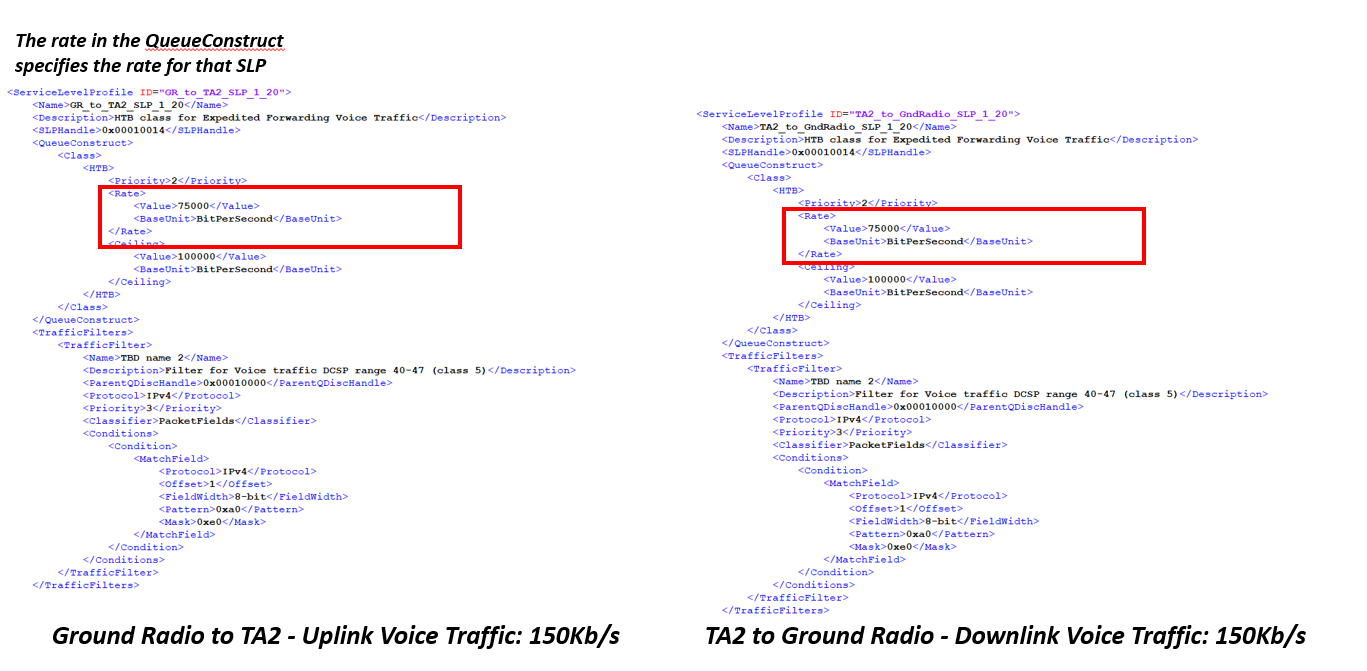 The rate in the QueueConstruct
specifies the rate for that SLP
<ServiceLevelProfile ID="GR_to_TA2_SLP_1_20">
<Name>GR_to_TA2_SLP_1_20</Name>
<Description>HTB class for Expedited Forwarding Voice Traffic</Description>
<SLPHandle>0x00010014</SLPHandle>
<QueueConstruct>
<Class>
<HTB>
<Priority>2</Priority>
<Rate>
<Value>75000</Value>
<BaseUnit>BitPerSecond</BaseUnit>
</Rate>
<Ceiling>
<Value>100000</Value>
<BaseUnit>BitPerSecond</BaseUnit>
</Ceiling>
</HTB>
</Class>
</QueueConstruct>
<TrafficFilters>
<TrafficFilter>
<Name>TBD name 2</Name>
<Description>Filter for Voice traffic DCSP range 40-47 (class 5)</Description>
<ParentQDiscHandle>0x00010000</ParentQDiscHandle>
<Protocol>IPv4</Protocol>
<Priority>3</Priority>
<Classifier>PacketFields</Classifier>
<Conditions>
<Condition>
<MatchField>
<Protocol>IPv4</Protocol>
<Offset>1</Offset>
<FieldWidth>8-bit</FieldWidth>
<Pattern>0xa0</Pattern>
<Mask>0xe0</Mask>
</MatchField>
</Condition>
</Conditions>
</TrafficFilter>
</TrafficFilters>
Ground Radio to TA2 - Uplink Voice Traffic: 150Kb/s
<ServiceLevelProfile ID="TA2_to_GndRadio_SLP_1_20">
<Name>TA2_to_GndRadio_SLP_1_20</Name>
<Description>HTB class for Expedited Forwarding Voice Traffic</Description>
<SLPHandle>0x00010014</SLPHandle>
<QueueConstruct>
<Class>
<HTB>
<Priority>2</Priority>
<Rate>
<Value>75000</Value>
<BaseUnit>BitPerSecond</BaseUnit>
</Rate>
<Ceiling>
<Value>100000</Value>
<BaseUnit>BitPerSecond</BaseUnit>
</Ceiling>
</HTB>
</Class>
</QueueConstruct>
<TrafficFilters>
<TrafficFilter>
<Name>TBD name 2</Name>
<Description>Filter for Voice traffic DCSP range 40-47 (class 5)</Description>
<ParentQDiscHandle>0x00010000</ParentQDiscHandle>
<Protocol>IPv4</Protocol>
<Priority>3</Priority>
<Classifier>PacketFields</Classifier>
<Conditions>
<Condition>
<MatchField>
<Protocol>IPv4</Protocol>
<Offset>1</Offset>
<FieldWidth>8-bit</FieldWidth>
<Pattern>0xa0</Pattern>
<Mask>0xe0</Mask>
</MatchField>
</Condition>
</Conditions>
</TrafficFilter>
</TrafficFilters>
TA2 to Ground Radio - Downlink Voice Traffic: 150Kb/s